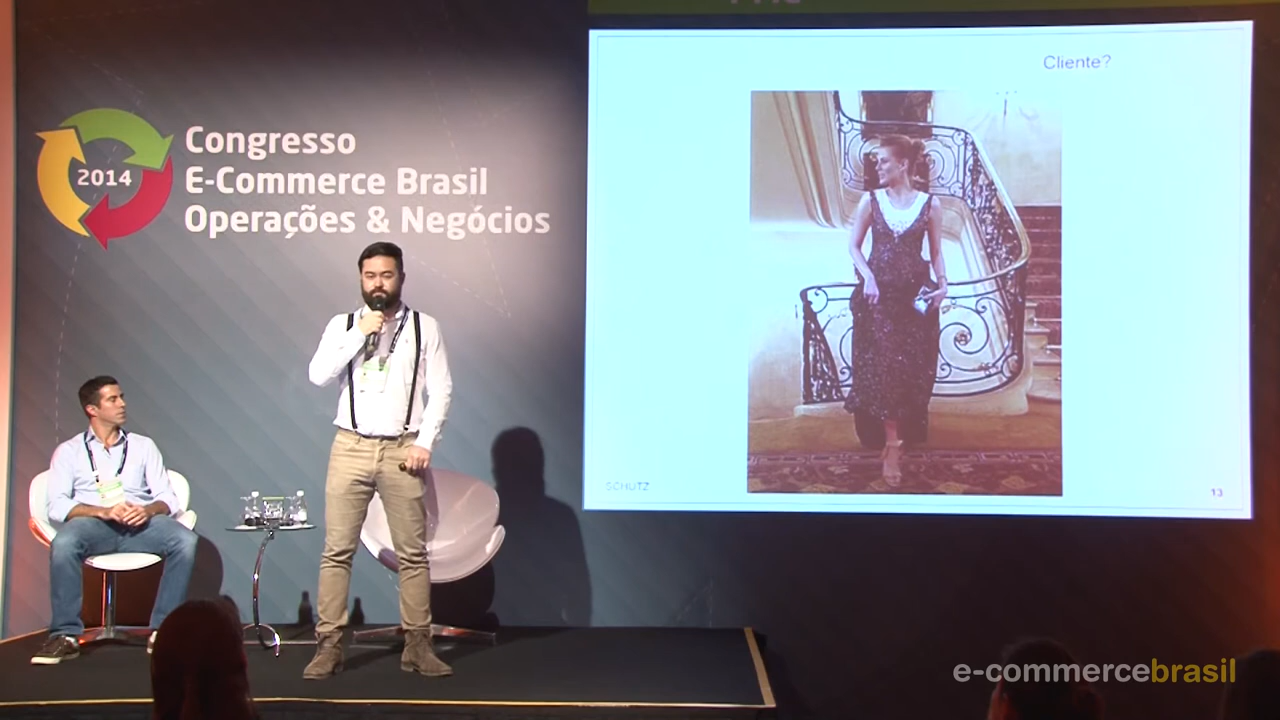 2014
Congresso
E-Commerce Brasil
Operações & Negócios
Cliente?
SCHUTZ
13
e-commercebrasil